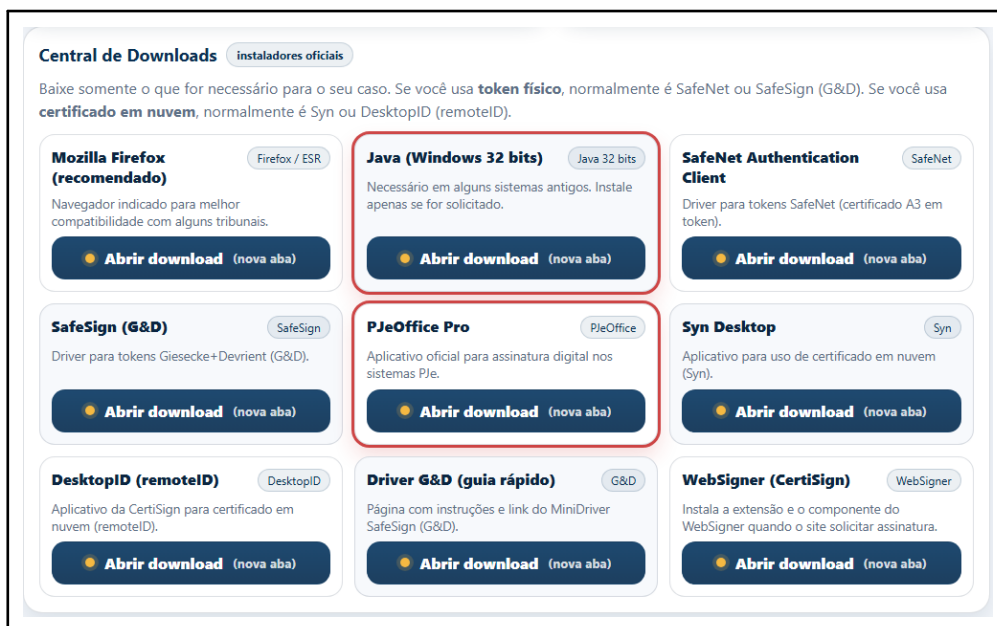 Central de Downloads instaladores oficiais
Baixe somente o que for necessário para o seu caso. Se você usa token físico, normalmente é SafeNet ou SafeSign (G&D). Se você usa
certificado em nuvem, normalmente é Syn ou DesktopID (remoteID).
Mozilla Firefox
(recomendado)
Firefox / ESR
Navegador indicado para melhor
compatibilidade com alguns tribunais.
Abrir download (nova aba)
Java (Windows 32 bits) Java 32 bits
Necessário em alguns sistemas antigos. Instale
apenas se for solicitado.
Abrir download (nova aba)
SafeNet Authentication
Client
SafeNet
Driver para tokens SafeNet (certificado A3 em
token).
Abrir download (nova aba)
SafeSign (G&D) SafeSign
Driver para tokens Giesecke+Devrient (G&D).
Abrir download (nova aba)
PJeOffice Pro PJeOffice
Aplicativo oficial para assinatura digital nos
sistemas PJe.
Abrir download (nova aba)
Syn Desktop Syn
Aplicativo para uso de certificado em nuvem
(Syn).
Abrir download (nova aba)
DesktopID (remoteID) DesktopID
Aplicativo da CertiSign para certificado em
nuvem (remoteID).
Abrir download (nova aba)
Driver G&D (guia rápido) G&D
Página com instruções e link do MiniDriver
SafeSign (G&D).
Abrir download (nova aba)
WebSigner (CertiSign) WebSigner
Instala a extensão e o componente do
WebSigner quando o site solicitar assinatura.
Abrir download (nova aba)